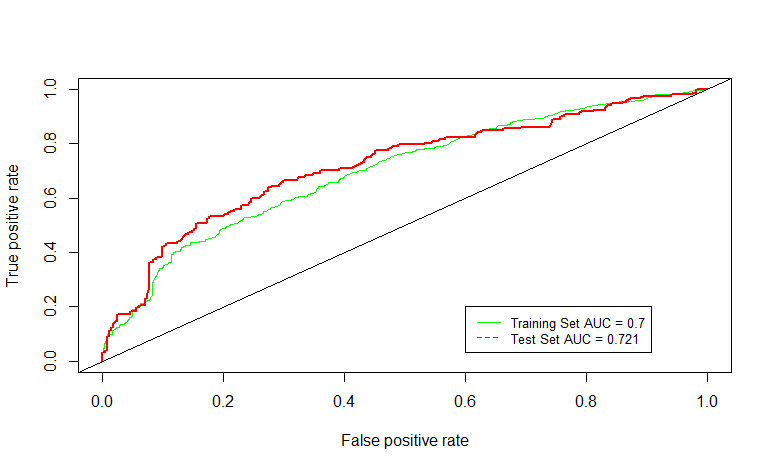 1.0
0.8
0.6
0.4
0.2
0.0
True positive rate
Training Set AUC = 0.7
Test Set AUC = 0.721
0.0 0.2 0.4 0.6 0.8 1.0
False positive rate